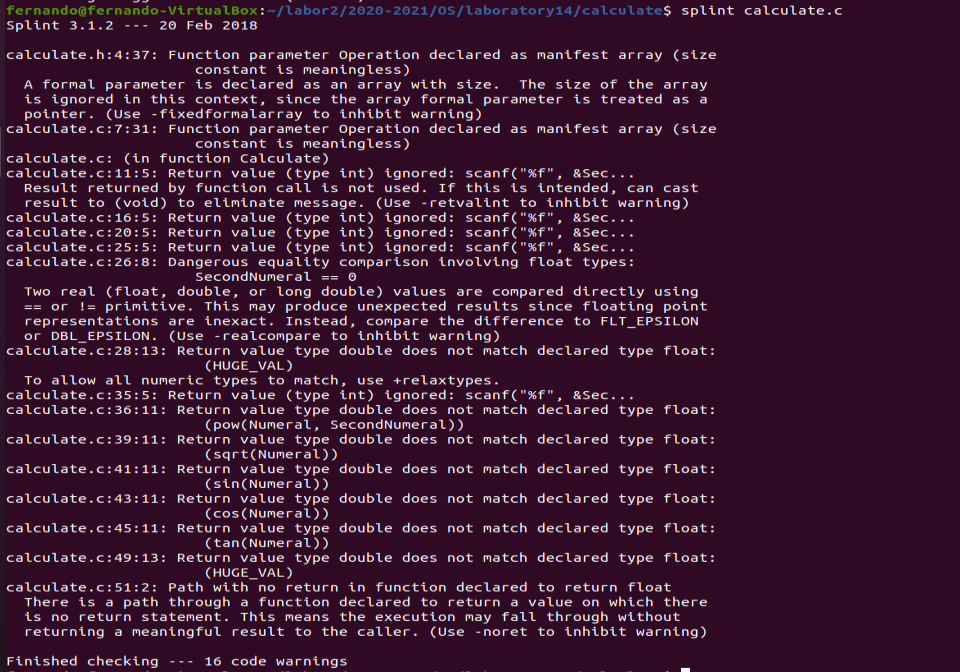 fernando@fernando-VirtualBox:~/labor2/2020-2021/OS/laboratory14/calculate$ splint calculate.c
Splint 3.1.2 --- 20 Feb 2018
calculate.h:4:37: Function parameter Operation declared as manifest array (size
constant is meaningless)
A formal parameter is declared as an array with size.  The size of the array
is ignored in this context, since the array formal parameter is treated as a
pointer. (Use -fixedformalarray to inhibit warning)
calculate.c:7:31: Function parameter Operation declared as manifest array (size
constant is meaningless)
calculate.c: (in function Calculate)
calculate.c:11:5: Return value (type int) ignored: scanf("%f", &Sec...
Result returned by function call is not used. If this is intended, can cast
result to (void) to eliminate message. (Use -retvalint to inhibit warning)
calculate.c:16:5: Return value (type int) ignored: scanf("%f", &Sec...
calculate.c:20:5: Return value (type int) ignored: scanf("%f", &Sec...
calculate.c:25:5: Return value (type int) ignored: scanf("%f", &Sec...
calculate.c:26:8: Dangerous equality comparison involving float types:
SecondNumeral == 0
Two real (float, double, or long double) values are compared directly using
== or != primitive. This may produce unexpected results since floating point
representations are inexact. Instead, compare the difference to FLT_EPSILON
or DBL_EPSILON. (Use -realcompare to inhibit warning)
calculate.c:28:13: Return value type double does not match declared type float:
(HUGE_VAL)
To allow all numeric types to match, use +relaxtypes.
calculate.c:35:5: Return value (type int) ignored: scanf("%f", &Sec...
calculate.c:36:11: Return value type double does not match declared type float:
(pow(Numeral, SecondNumeral))
calculate.c:39:11: Return value type double does not match declared type float:
(sqrt(Numeral))
calculate.c:41:11: Return value type double does not match declared type float:
(sin(Numeral))
calculate.c:43:11: Return value type double does not match declared type float:
(cos(Numeral))
calculate.c:45:11: Return value type double does not match declared type float:
(tan(Numeral))
calculate.c:49:13: Return value type double does not match declared type float:
(HUGE_VAL)
calculate.c:51:2: Path with no return in function declared to return float
There is a path through a function declared to return a value on which there
is no return statement. This means the execution may fall through without
returning a meaningful result to the caller. (Use -noret to inhibit warning)
Finished checking --- 16 code warnings